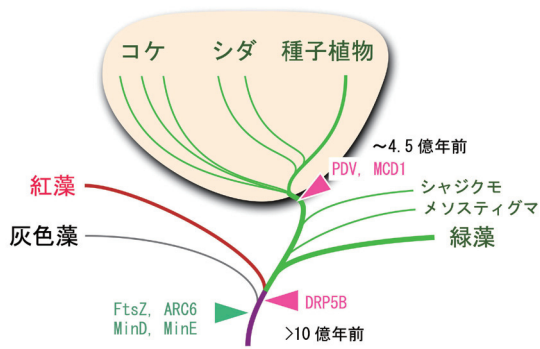 コケ シダ 種子植物
〜4.5億年前
PDV, MCD1
紅藻
シャジクモ
メソスティグマ
灰色藻
緑藻
DRP5B
FtsZ, ARC6
MinD, MinE
>10億年前